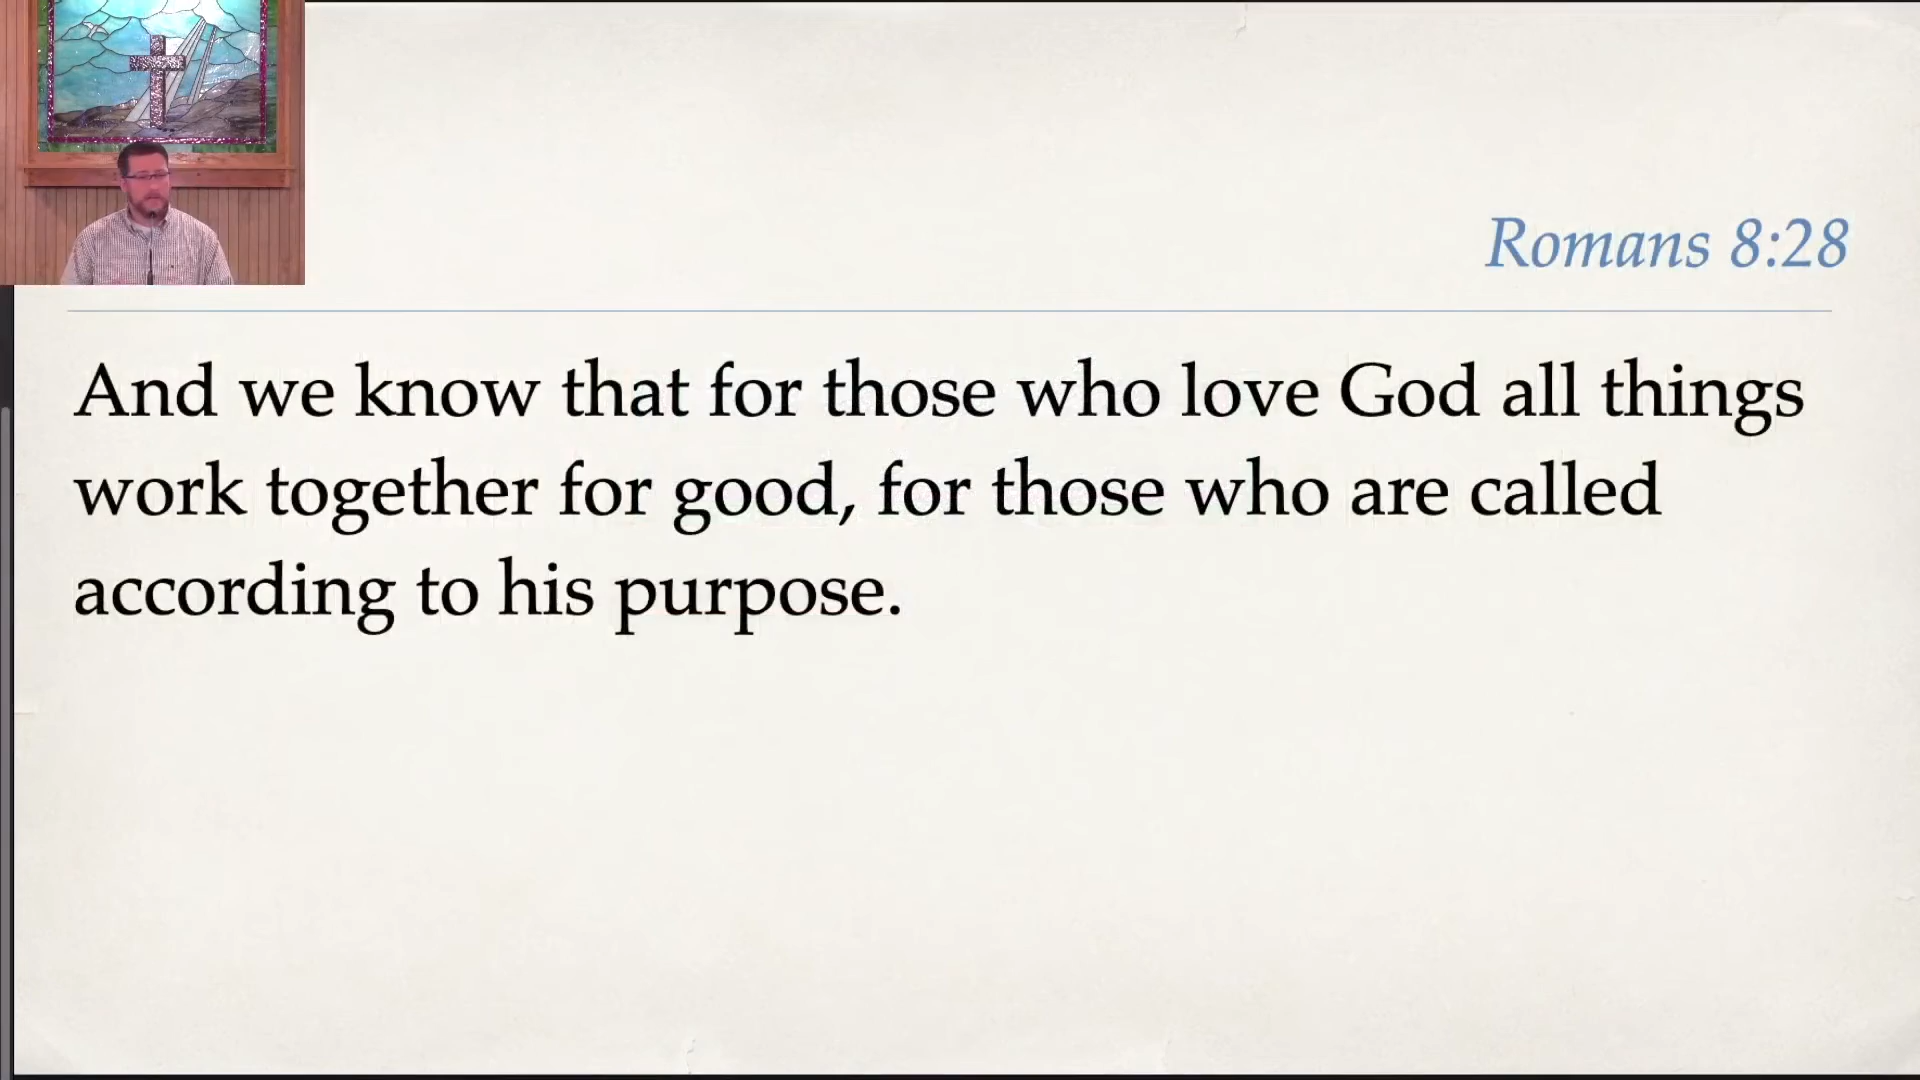 Romans 8:28
And we know that for those who love God all things
work together for good, for those who are called
according to his purpose.